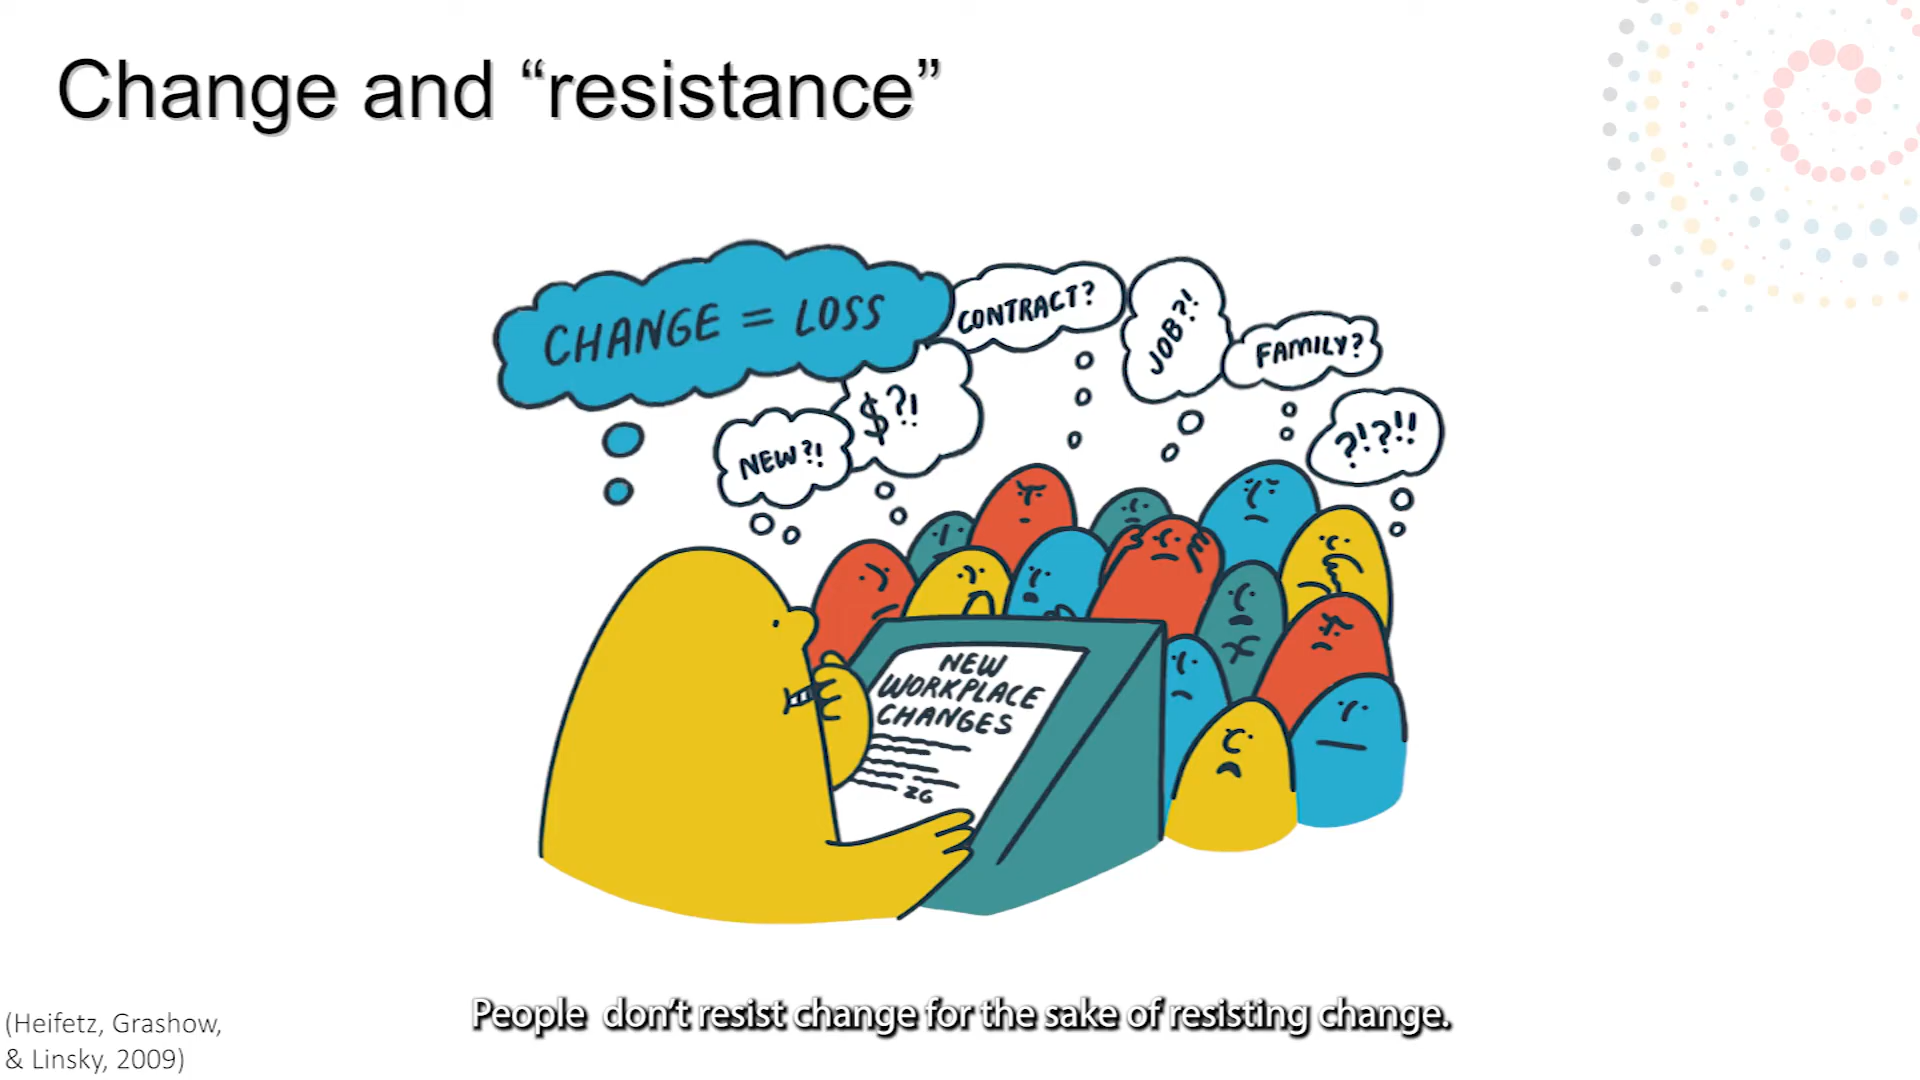 Change and “resistance”
CHANGE = LOSS
CONTRACT?
JOB?!
FAMILY?
$?!
NEW?!
?!?!!
NEW
WORKPLACE
CHANGES
ZG
People don't resist change for the sake of resisting change.
(Heifetz, Grashow,
& Linsky, 2009)